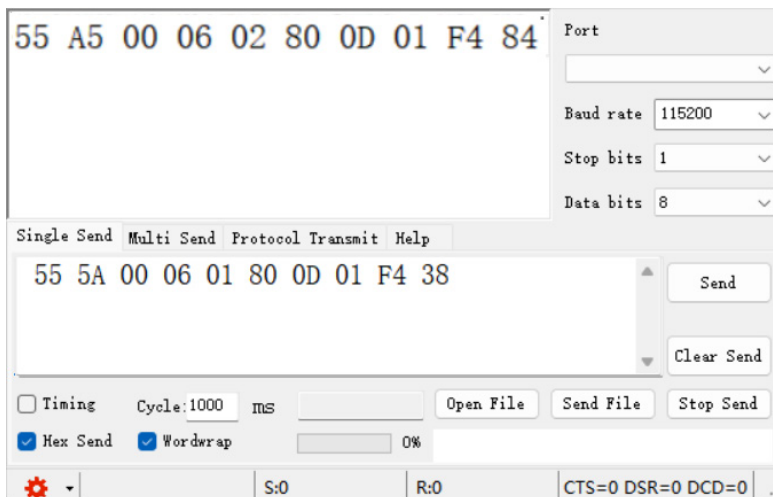 55 A5 00 06 02 80 0D 01 F4 84
Port
Baud rate 115200
Stop bits 1
Data bits 8
Single Send Multi Send Protocol Transmit Help
55 5A 00 06 01 80 0D 01 F4 38
Send
Clear Send
Timing Cycle: 1000 ms Open File Send File Stop Send
Hex Send Wordwrap 0%
S:0 R:0 CTS=0 DSR=0 DCD=0